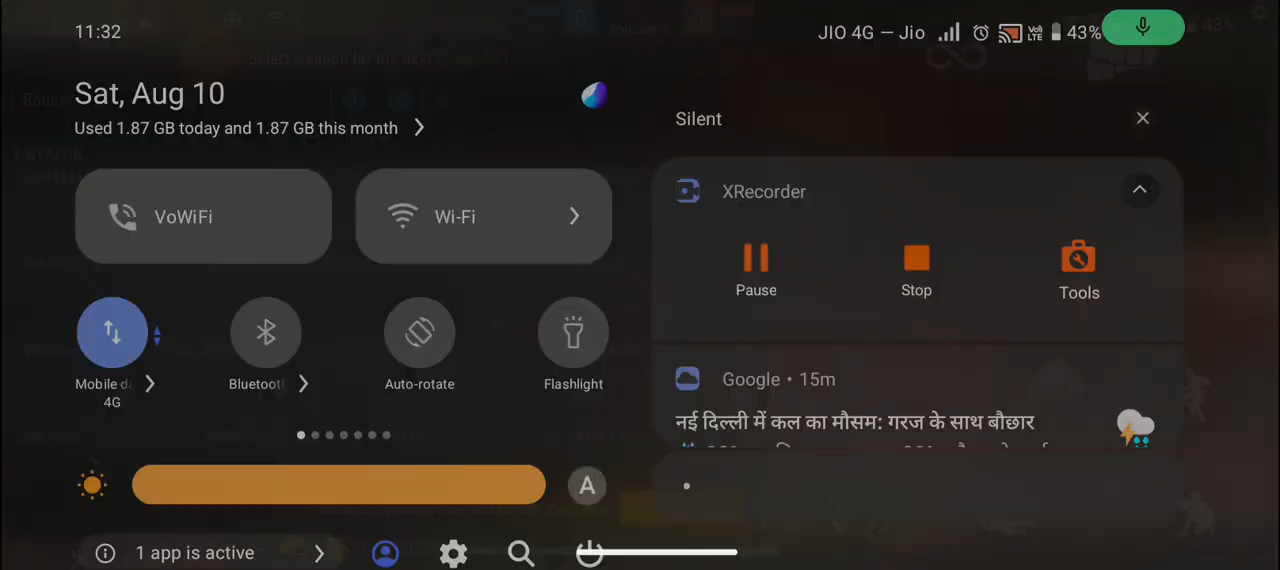 11:32
JIO 4G — Jio
VoLTE
43%
Sat, Aug 10
Used 1.87 GB today and 1.87 GB this month
Silent
VoWiFi
Wi-Fi
XRecorder
Pause
Stop
Tools
Mobile
4G
Auto-rotate
Flashlight
Google • 15m
नई दिल्ली में कल का मौसम: गरज के साथ बौछार
A
1 app is active